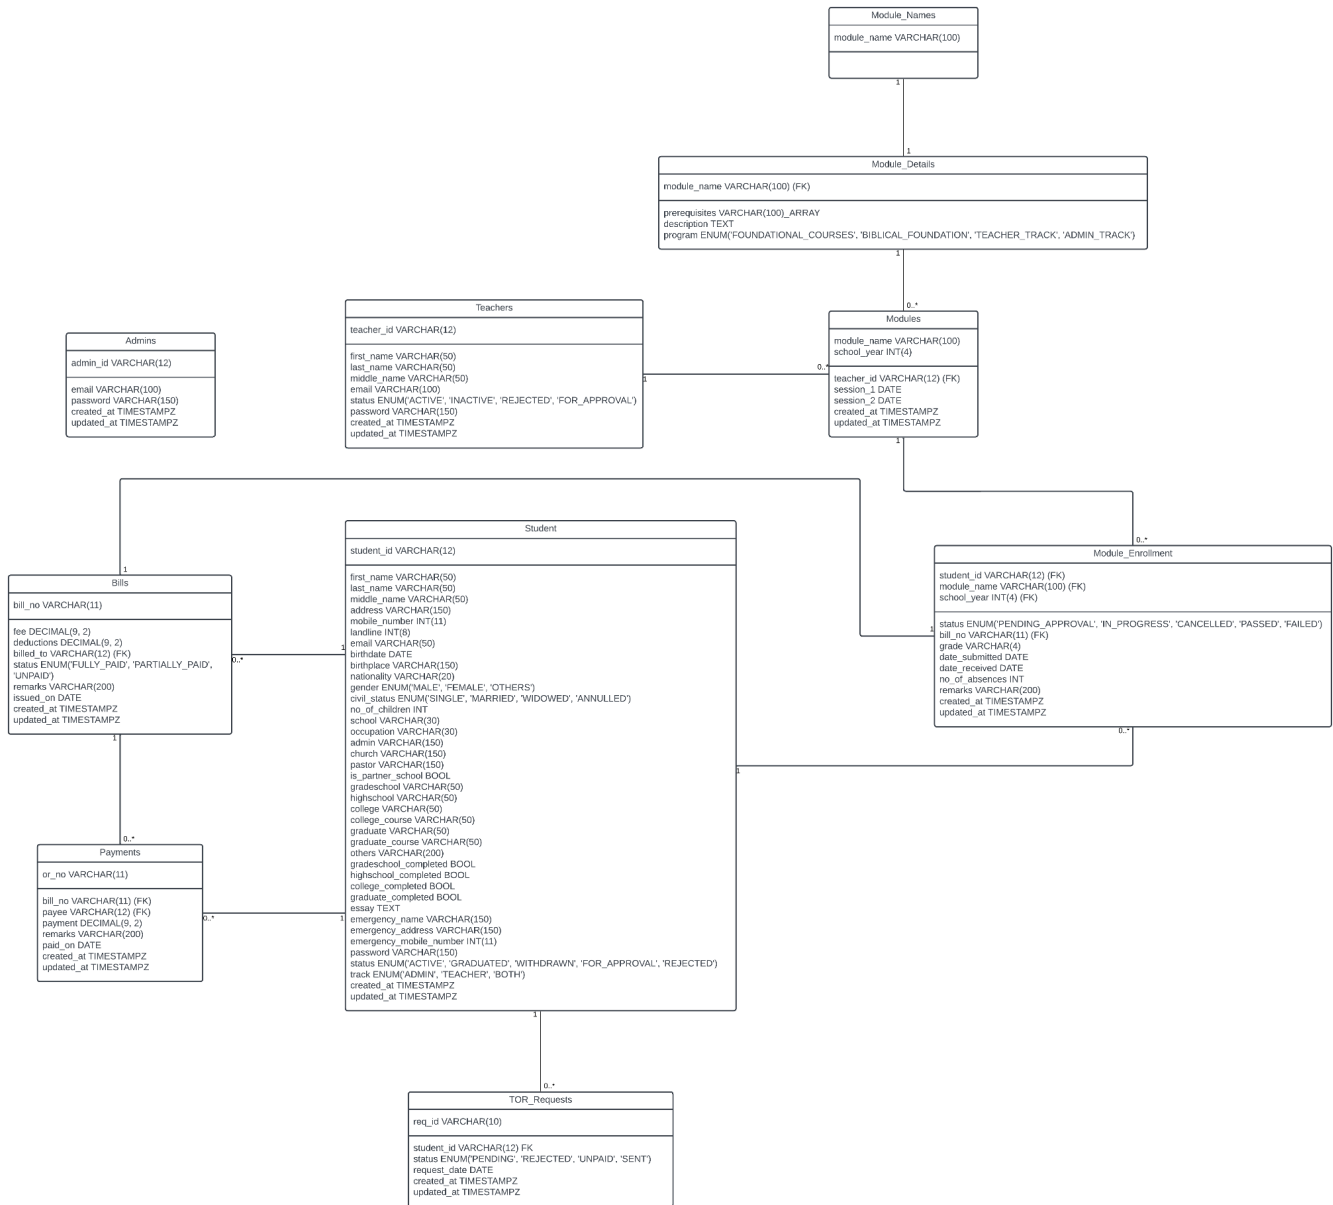 Module_Names
module_name VARCHAR(100)
1
1
Module_Details
module_name VARCHAR(100) (FK)
prerequisites VARCHAR(100)_ARRAY
description TEXT
program ENUM('FOUNDATIONAL_COURSES', 'BIBLICAL_FOUNDATION', 'TEACHER_TRACK', 'ADMIN_TRACK')
1
0..*
Modules
module_name VARCHAR(100)
school_year INT(4)
teacher_id VARCHAR(12) (FK)
session_1 DATE
session_2 DATE
created_at TIMESTAMPZ
updated_at TIMESTAMPZ
0..*
1
1
Teachers
teacher_id VARCHAR(12)
first_name VARCHAR(50)
last_name VARCHAR(50)
middle_name VARCHAR(50)
email VARCHAR(100)
status ENUM('ACTIVE', 'INACTIVE', 'REJECTED', 'FOR_APPROVAL')
password VARCHAR(150)
created_at TIMESTAMPZ
updated_at TIMESTAMPZ
Admins
admin_id VARCHAR(12)
email VARCHAR(100)
password VARCHAR(150)
created_at TIMESTAMPZ
updated_at TIMESTAMPZ
0..*
Module_Enrollment
student_id VARCHAR(12) (FK)
module_name VARCHAR(100) (FK)
school_year INT(4) (FK)
status ENUM('PENDING_APPROVAL', 'IN_PROGRESS', 'CANCELLED', 'PASSED', 'FAILED')
bill_no VARCHAR(11) (FK)
grade VARCHAR(4)
date_submitted DATE
date_received DATE
no_of_absences INT
remarks VARCHAR(200)
created_at TIMESTAMPZ
updated_at TIMESTAMPZ
1
0..*
Student
student_id VARCHAR(12)
first_name VARCHAR(50)
last_name VARCHAR(50)
middle_name VARCHAR(50)
address VARCHAR(150)
mobile_number INT(11)
landline INT(8)
email VARCHAR(50)
birthdate DATE
birthplace VARCHAR(150)
nationality VARCHAR(20)
gender ENUM('MALE', 'FEMALE', 'OTHERS')
civil_status ENUM('SINGLE', 'MARRIED', 'WIDOWED', 'ANNULLED')
no_of_children INT
school VARCHAR(30)
occupation VARCHAR(30)
admin VARCHAR(150)
church VARCHAR(150)
pastor VARCHAR(150)
is_partner_school BOOL
gradeschool VARCHAR(50)
highschool VARCHAR(50)
college VARCHAR(50)
college_course VARCHAR(50)
graduate VARCHAR(50)
graduate_course VARCHAR(50)
others VARCHAR(200)
gradeschool_completed BOOL
highschool_completed BOOL
college_completed BOOL
graduate_completed BOOL
essay TEXT
emergency_name VARCHAR(150)
emergency_address VARCHAR(150)
emergency_mobile_number INT(11)
password VARCHAR(150)
status ENUM('ACTIVE', 'GRADUATED', 'WITHDRAWN', 'FOR_APPROVAL', 'REJECTED')
track ENUM('ADMIN', 'TEACHER', 'BOTH')
created_at TIMESTAMPZ
updated_at TIMESTAMPZ
1
1
1
1
1
Bills
bill_no VARCHAR(11)
fee DECIMAL(9, 2)
deductions DECIMAL(9, 2)
billed_to VARCHAR(12) (FK)
status ENUM('FULLY_PAID', 'PARTIALLY_PAID',
'UNPAID')
remarks VARCHAR(200)
issued_on DATE
created_at TIMESTAMPZ
updated_at TIMESTAMPZ
0..*
1
0..*
Payments
or_no VARCHAR(11)
bill_no VARCHAR(11) (FK)
payee VARCHAR(12) (FK)
payment DECIMAL(9, 2)
remarks VARCHAR(200)
paid_on DATE
created_at TIMESTAMPZ
updated_at TIMESTAMPZ
0..*
0..*
TOR_Requests
req_id VARCHAR(10)
student_id VARCHAR(12) FK
status ENUM('PENDING', 'REJECTED', 'UNPAID', 'SENT')
request_date DATE
created_at TIMESTAMPZ
updated_at TIMESTAMPZ